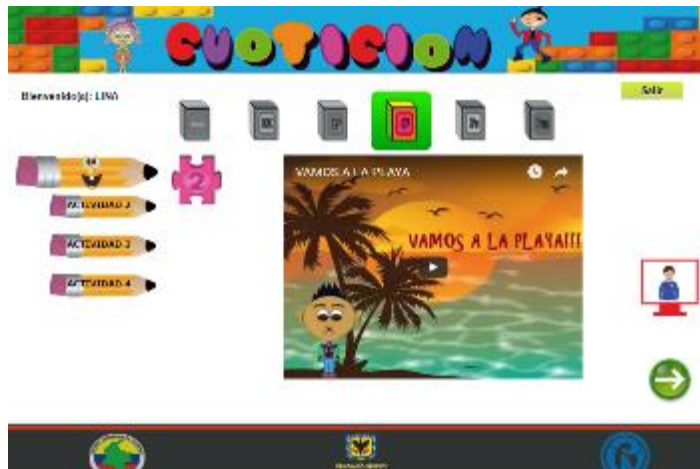 CUOTICION
Bienvenido(a): LINA
Salir
2
VAMOS A LA PLAYA
VAMOS A LA PLAYA!!!
ACTIVIDAD 2
ACTIVIDAD 3
ACTIVIDAD 4